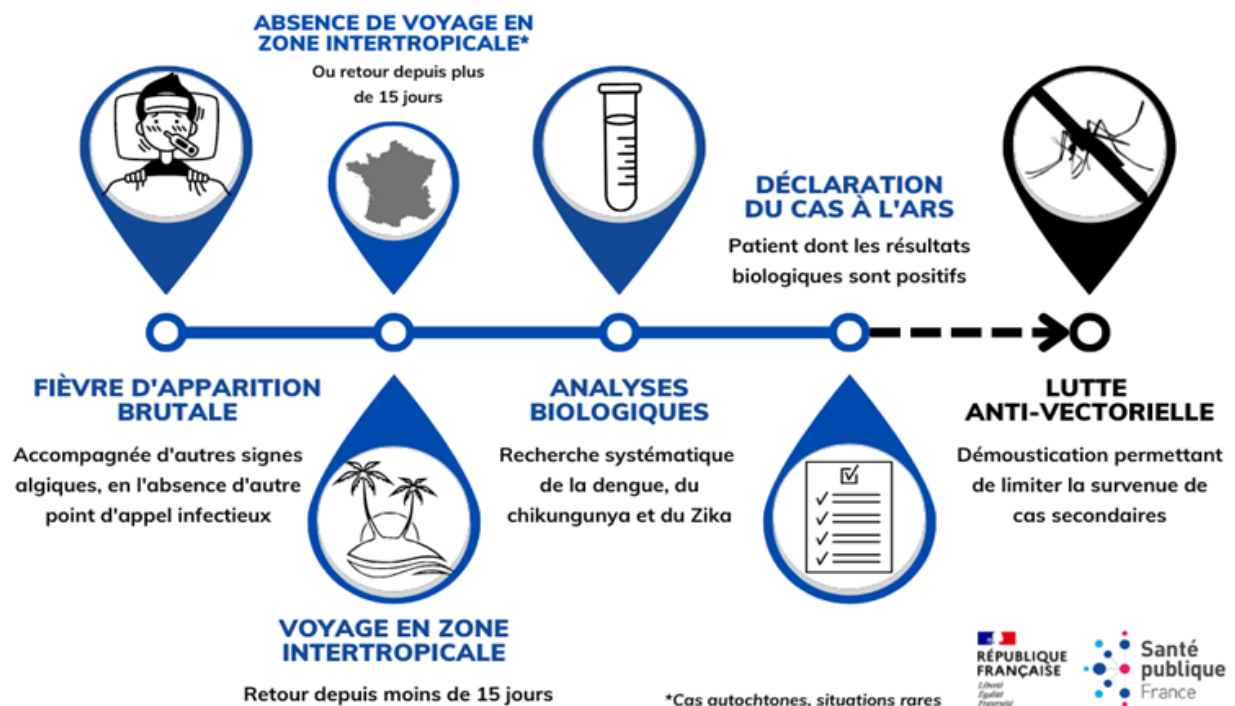 ABSENCE DE VOYAGE EN
ZONE INTERTROPICALE*
Ou retour depuis plus
de 15 jours
DÉCLARATION
DU CAS À L'ARS
Patient dont les résultats
biologiques sont positifs
FIÈVRE D'APPARITION
BRUTALE
Accompagnée d'autres signes
algiques, en l'absence d'autre
point d'appel infectieux
ANALYSES
BIOLOGIQUES
Recherche systématique
de la dengue, du
chikungunya et du Zika
LUTTE
ANTI-VECTORIELLE
Démoustication permettant
de limiter la survenue de
cas secondaires
VOYAGE EN ZONE
INTERTROPICALE
Retour depuis moins de 15 jours
*Cas autochtones, situations rares
RÉPUBLIQUE
FRANÇAISE
Liberté
Égalité
Fraternité
Santé
publique
France